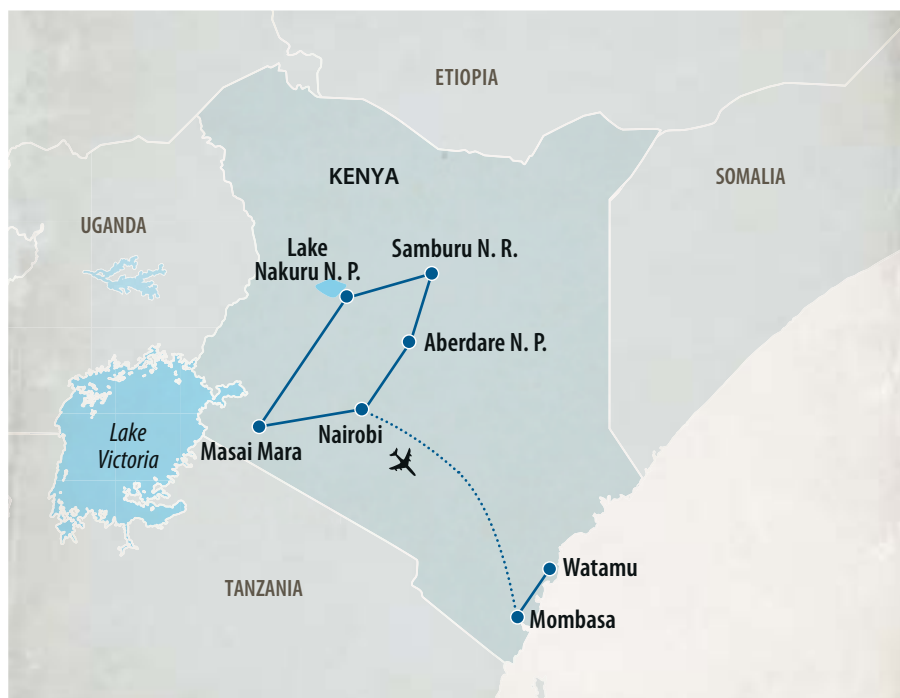 ETIOPIA
KENYA
SOMALIA
UGANDA
Lake
Nakuru N. P.
Samburu N. R.
Aberdare N. P.
Lake
Victoria
Masai Mara
Nairobi
TANZANIA
Watamu
Mombasa